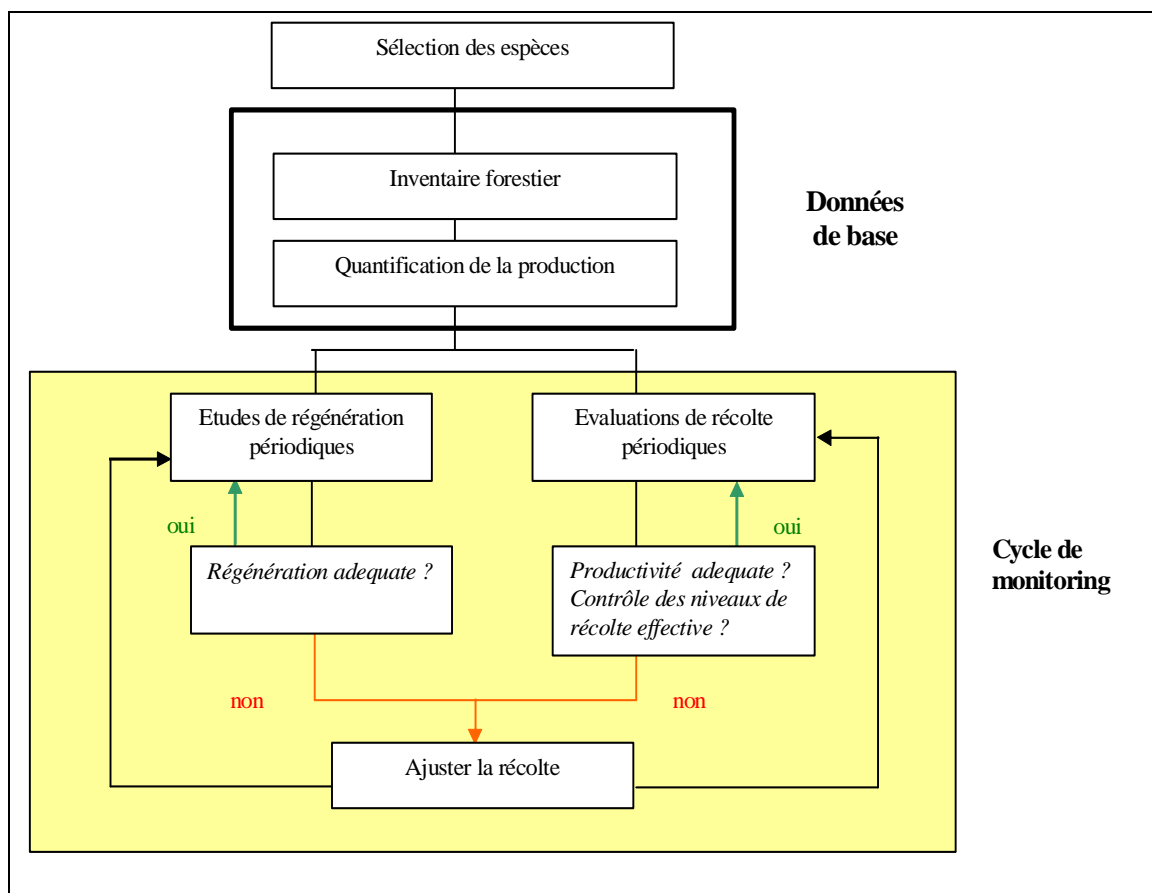 Sélection des espèces
Inventaire forestier
Données
de base
Quantification de la production
Etudes de régénération
périodiques
Evaluations de récolte
périodiques
oui
oui
Régénération adequate ?
Productivité adequate ?
Contrôle des niveaux de
récolte effective ?
Cycle de
monitoring
non
non
Ajuster la récolte